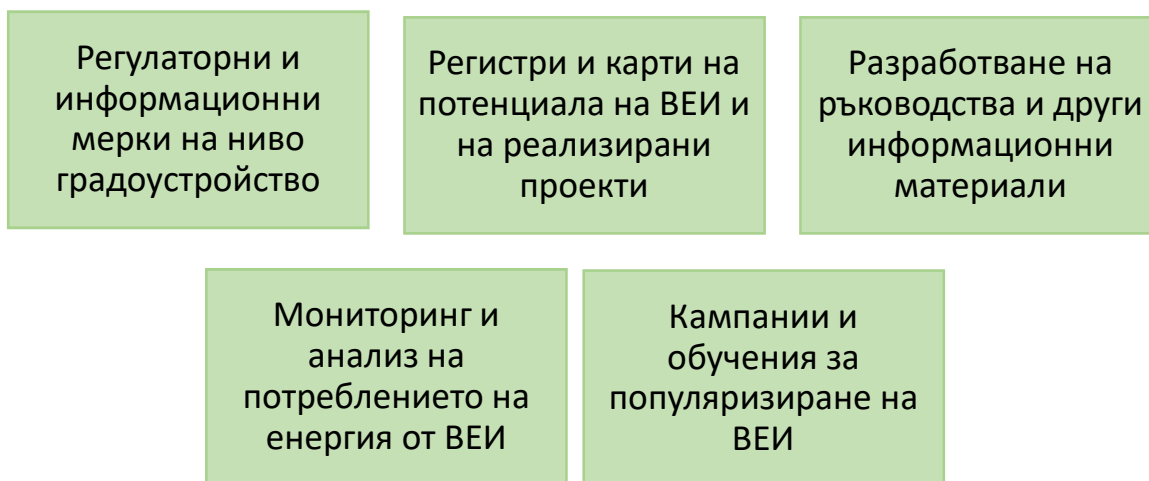 Регулаторни и
информационни
мерки на ниво
градоустройство
Регистри и карти на
потенциала на ВЕИ и
на реализирани
проекти
Разработване на
ръководства и други
информационни
материали
Мониторинг и
анализ на
потреблението на
енергия от ВЕИ
Кампании и
обучения за
популяризиране на
ВЕИ